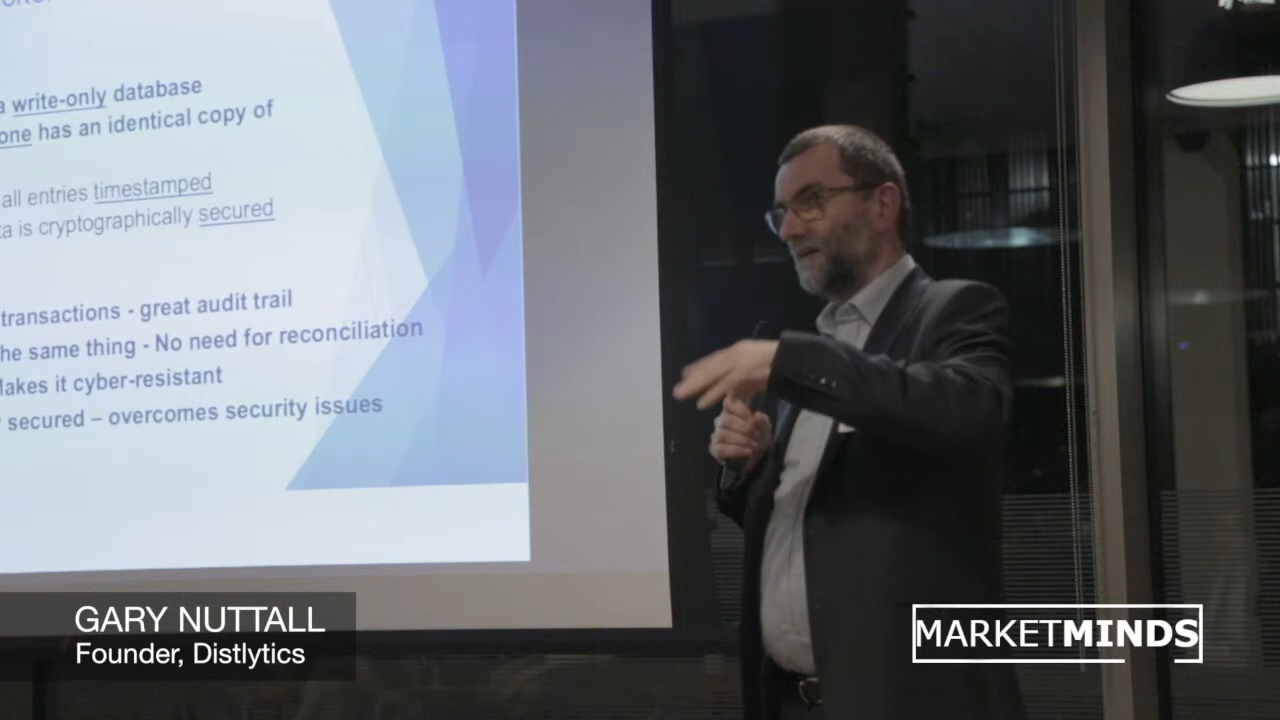 a write-only database
one has an identical copy of
all entries timestamped
ta is cryptographically secured
transactions - great audit trail
he same thing - No need for reconciliation
Makes it cyber-resistant
secured – overcomes security issues
GARY NUTTALL
Founder, Distlytics
MARKETMINDS